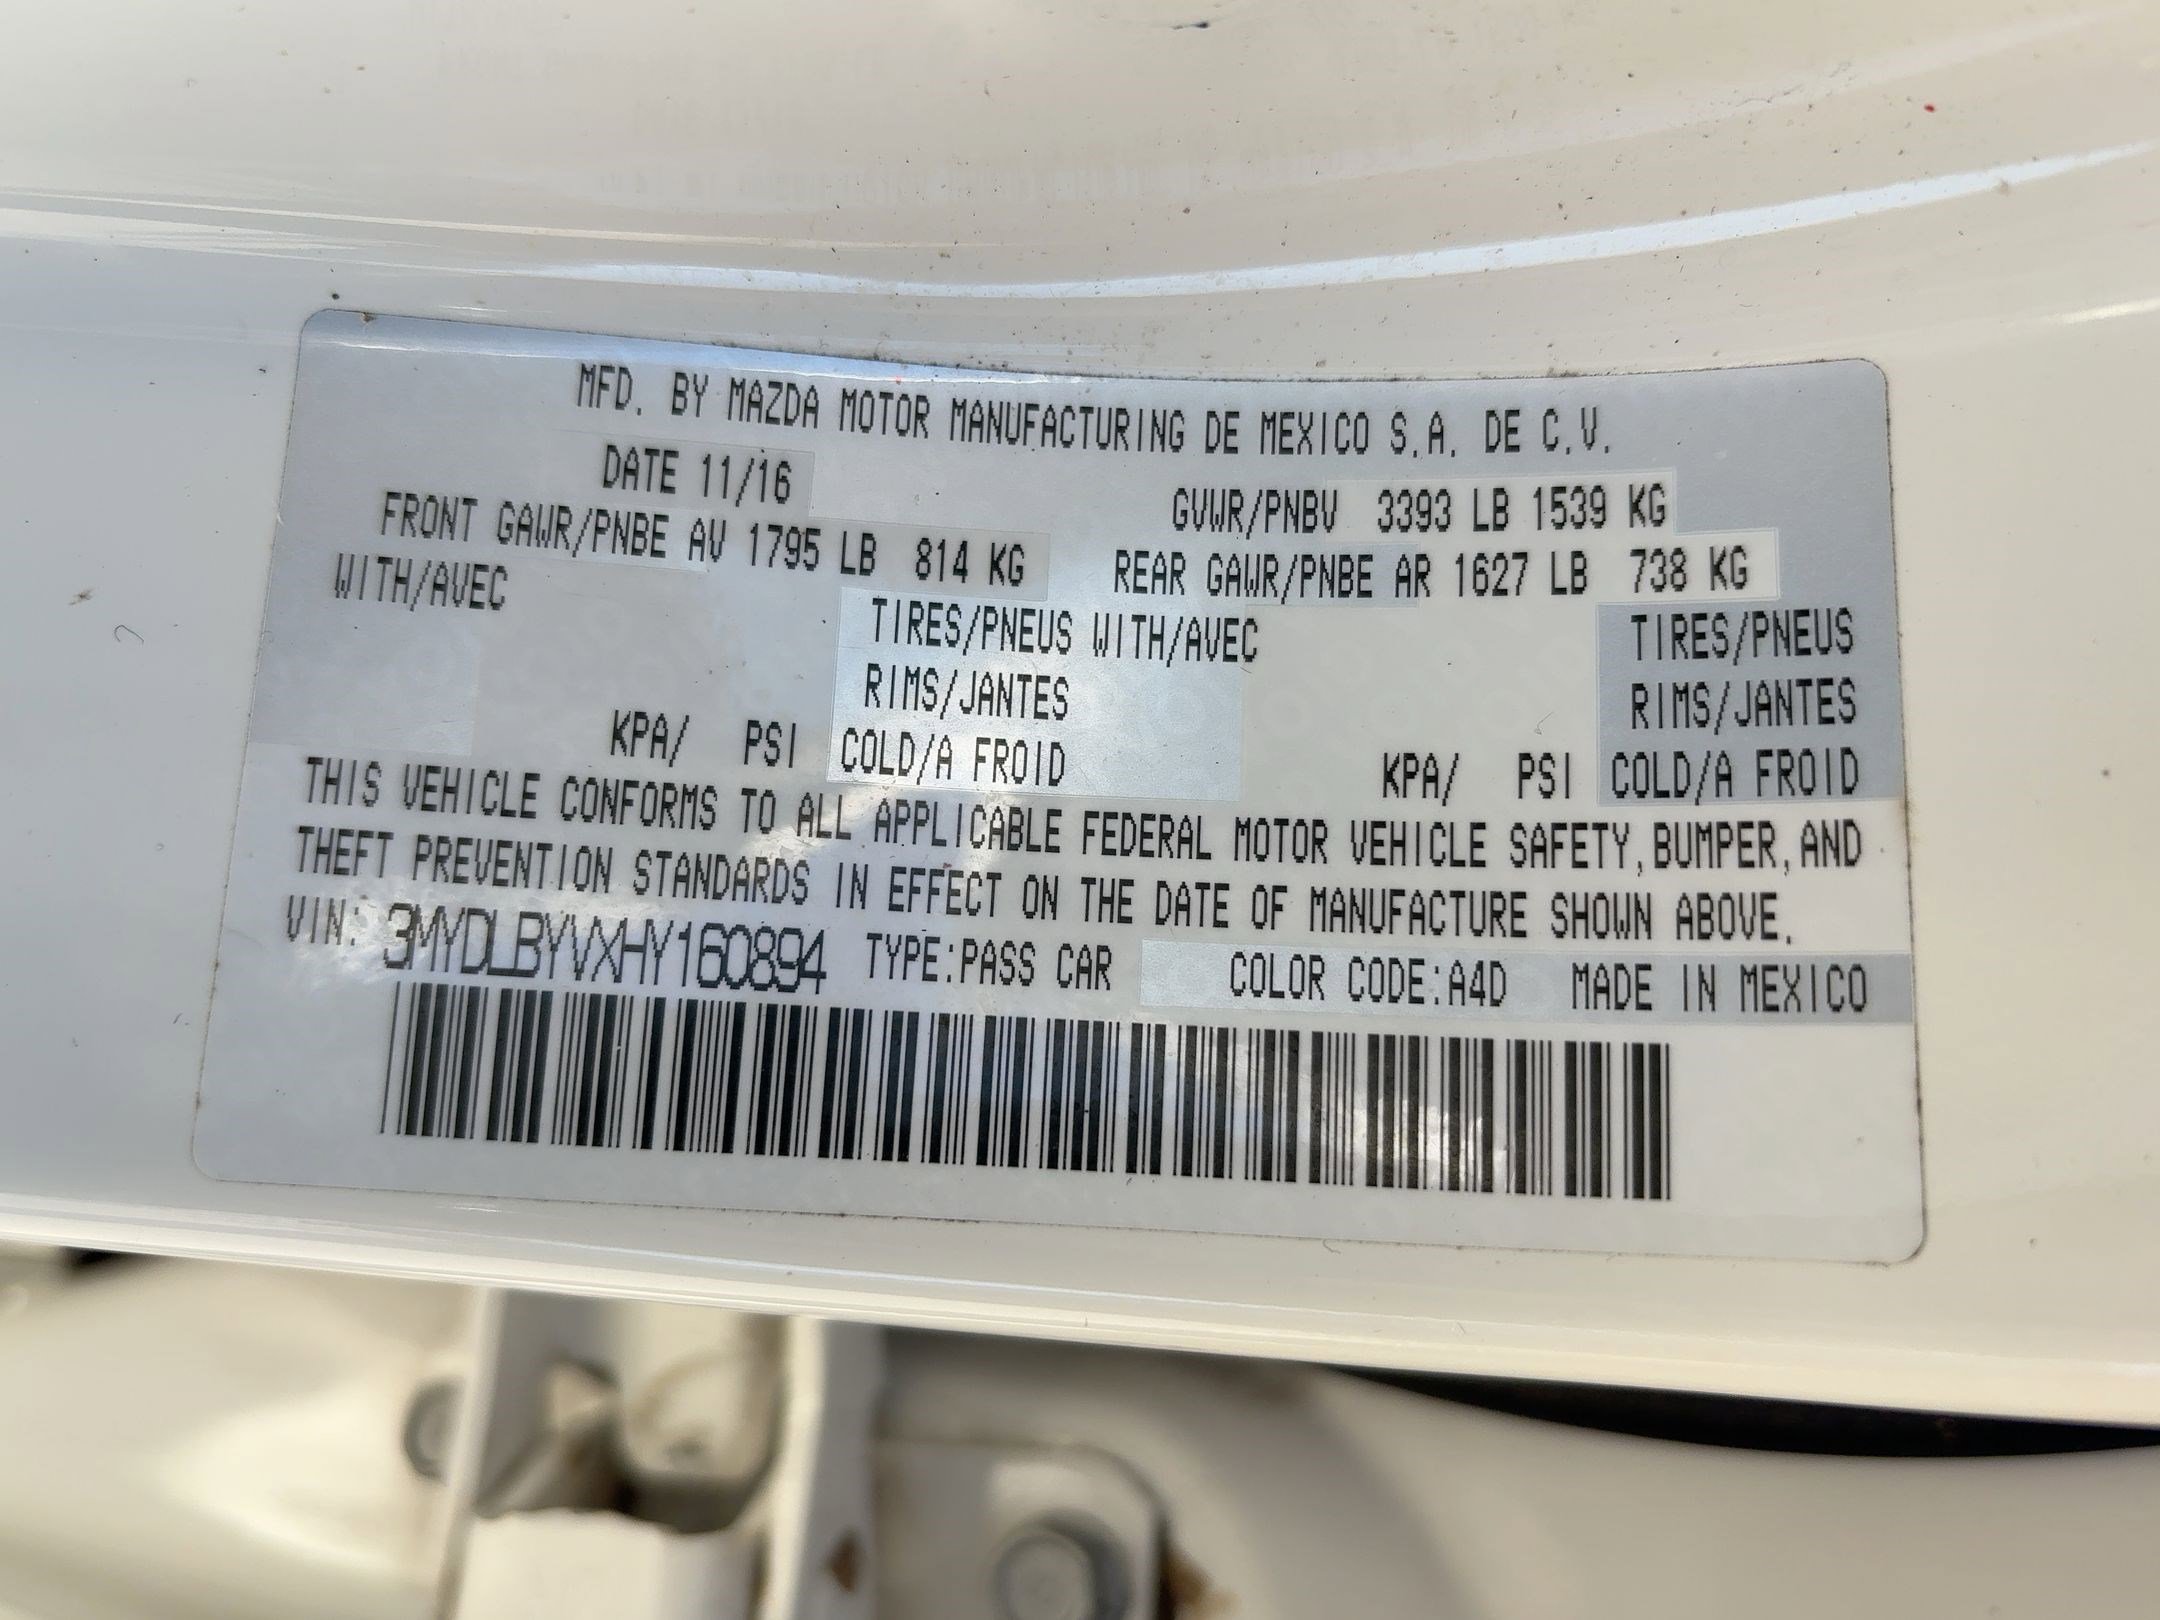 MFD. BY MAZDA MOTOR MANUFACTURING DE MEXICO S.A. DE C.V.
DATE 11/16 GVWR/PNBV 3393 LB 1539 KG
FRONT GAWR/PNBE AV 1795 LB 814 KG REAR GAWR/PNBE AR 1627 LB 738 KG
WITH/AVEC TIRES/PNEUS WITH/AVEC TIRES/PNEUS
RIMS/JANTES RIMS/JANTES
KPA/ PSI COLD/A FROID KPA/ PSI COLD/A FROID
THIS VEHICLE CONFORMS TO ALL APPLICABLE FEDERAL MOTOR VEHICLE SAFETY, BUMPER, AND
THEFT PREVENTION STANDARDS IN EFFECT ON THE DATE OF MANUFACTURE SHOWN ABOVE.
VIN: 3MYDLBYVXHY160894 TYPE:PASS CAR COLOR CODE:A4D MADE IN MEXICO